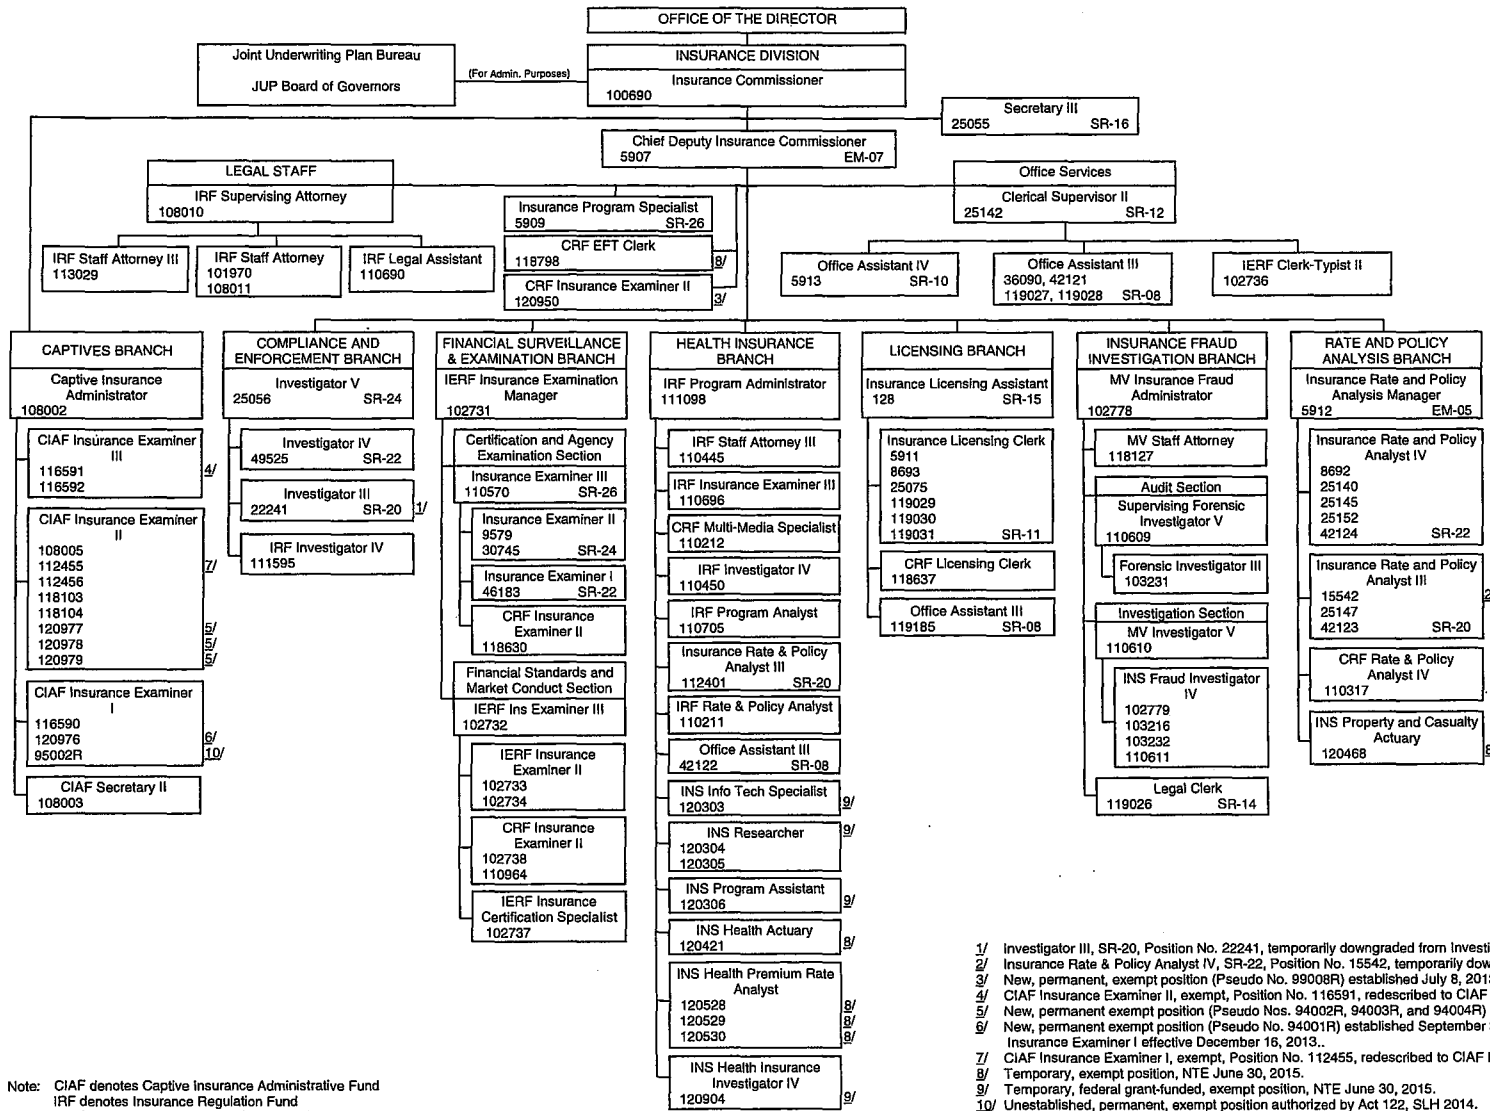 OFFICE OF THE DIRECTOR
Joint Underwriting Plan Bureau
JUP Board of Governors
(For Admin. Purposes)
INSURANCE DIVISION
Insurance Commissioner
100690
Secretary III
25055 SR-16
Chief Deputy Insurance Commissioner
5907 EM-07
LEGAL STAFF
IRF Supervising Attorney
108010
Office Services
Clerical Supervisor II
25142 SR-12
Insurance Program Specialist
5909 SR-26
CRF EFT Clerk
118798 8/
CRF Insurance Examiner II
120950 3/
IRF Staff Attorney III
113029
IRF Staff Attorney
101970
108011
IRF Legal Assistant
110690
Office Assistant IV
5913 SR-10
Office Assistant III
36090, 42121
119027, 119028 SR-08
IERF Clerk-Typist II
102736
CAPTIVES BRANCH
Captive Insurance
Administrator
108002
CIAF Insurance Examiner
III
116591 4/
116592
CIAF Insurance Examiner
II
108005
112455 7/
112456
118103
118104
120977 5/
120978 5/
120979 5/
CIAF Insurance Examiner
I
116590
120976 6/
95002R 10/
CIAF Secretary II
108003
COMPLIANCE AND
ENFORCEMENT BRANCH
Investigator V
25056 SR-24
Investigator IV
49525 SR-22
Investigator III
22241 SR-20 1/
IRF Investigator IV
111595
FINANCIAL SURVEILLANCE
& EXAMINATION BRANCH
IERF Insurance Examination
Manager
102731
Certification and Agency
Examination Section
Insurance Examiner III
110570 SR-26
Insurance Examiner II
9579
30745 SR-24
Insurance Examiner I
46183 SR-22
CRF Insurance
Examiner II
118630
Financial Standards and
Market Conduct Section
IERF Ins Examiner III
102732
IERF Insurance
Examiner II
102733
102734
CRF Insurance
Examiner II
102738
110964
IERF Insurance
Certification Specialist
102737
HEALTH INSURANCE
BRANCH
IRF Program Administrator
111098
IRF Staff Attorney III
110445
IRF Insurance Examiner III
110696
CRF Multi-Media Specialist
110212
IRF Investigator IV
110450
IRF Program Analyst
110705
Insurance Rate & Policy
Analyst III
112401 SR-20
IRF Rate & Policy Analyst
110211
Office Assistant III
42122 SR-08
INS Info Tech Specialist
120303 9/
INS Researcher 9/
120304
120305
INS Program Assistant
120306 9/
INS Health Actuary
120421 8/
INS Health Premium Rate
Analyst
120528 8/
120529 8/
120530 8/
INS Health Insurance
Investigator IV
120904 9/
LICENSING BRANCH
Insurance Licensing Assistant
128 SR-15
Insurance Licensing Clerk
5911
8693
25075
119029
119030
119031 SR-11
CRF Licensing Clerk
118637
Office Assistant III
119185 SR-08
INSURANCE FRAUD
INVESTIGATION BRANCH
MV Insurance Fraud
Administrator
102778
MV Staff Attorney
118127
Audit Section
Supervising Forensic
Investigator V
110609
Forensic Investigator III
103231
Investigation Section
MV Investigator V
110610
INS Fraud Investigator
IV
102779
103216
103232
110611
Legal Clerk
119026 SR-14
RATE AND POLICY
ANALYSIS BRANCH
Insurance Rate and Policy
Analysis Manager
5912 EM-05
Insurance Rate and Policy
Analyst IV
8692
25140
25145
25152
42124 SR-22
Insurance Rate and Policy
Analyst III
15542 2
25147
42123 SR-20
CRF Rate & Policy
Analyst IV
110317
INS Property and Casualty
Actuary
120468 8
1/ Investigator III, SR-20, Position No. 22241, temporarily downgraded from Investi
2/ Insurance Rate & Policy Analyst IV, SR-22, Position No. 15542, temporarily dow
3/ New, permanent, exempt position (Pseudo No. 99008R) established July 8, 201
4/ CIAF Insurance Examiner II, exempt, Position No. 116591, redescribed to CIAF
5/ New, permanent exempt position (Pseudo Nos. 94002R, 94003R, and 94004R)
6/ New, permanent exempt position (Pseudo No. 94001R) established September
Insurance Examiner I effective December 16, 2013..
7/ CIAF Insurance Examiner I, exempt, Position No. 112455, redescribed to CIAF
8/ Temporary, exempt position, NTE June 30, 2015.
9/ Temporary, federal grant-funded, exempt position, NTE June 30, 2015.
10/ Unestablished, permanent, exempt position authorized by Act 122, SLH 2014.
Note: CIAF denotes Captive Insurance Administrative Fund
IRF denotes Insurance Regulation Fund